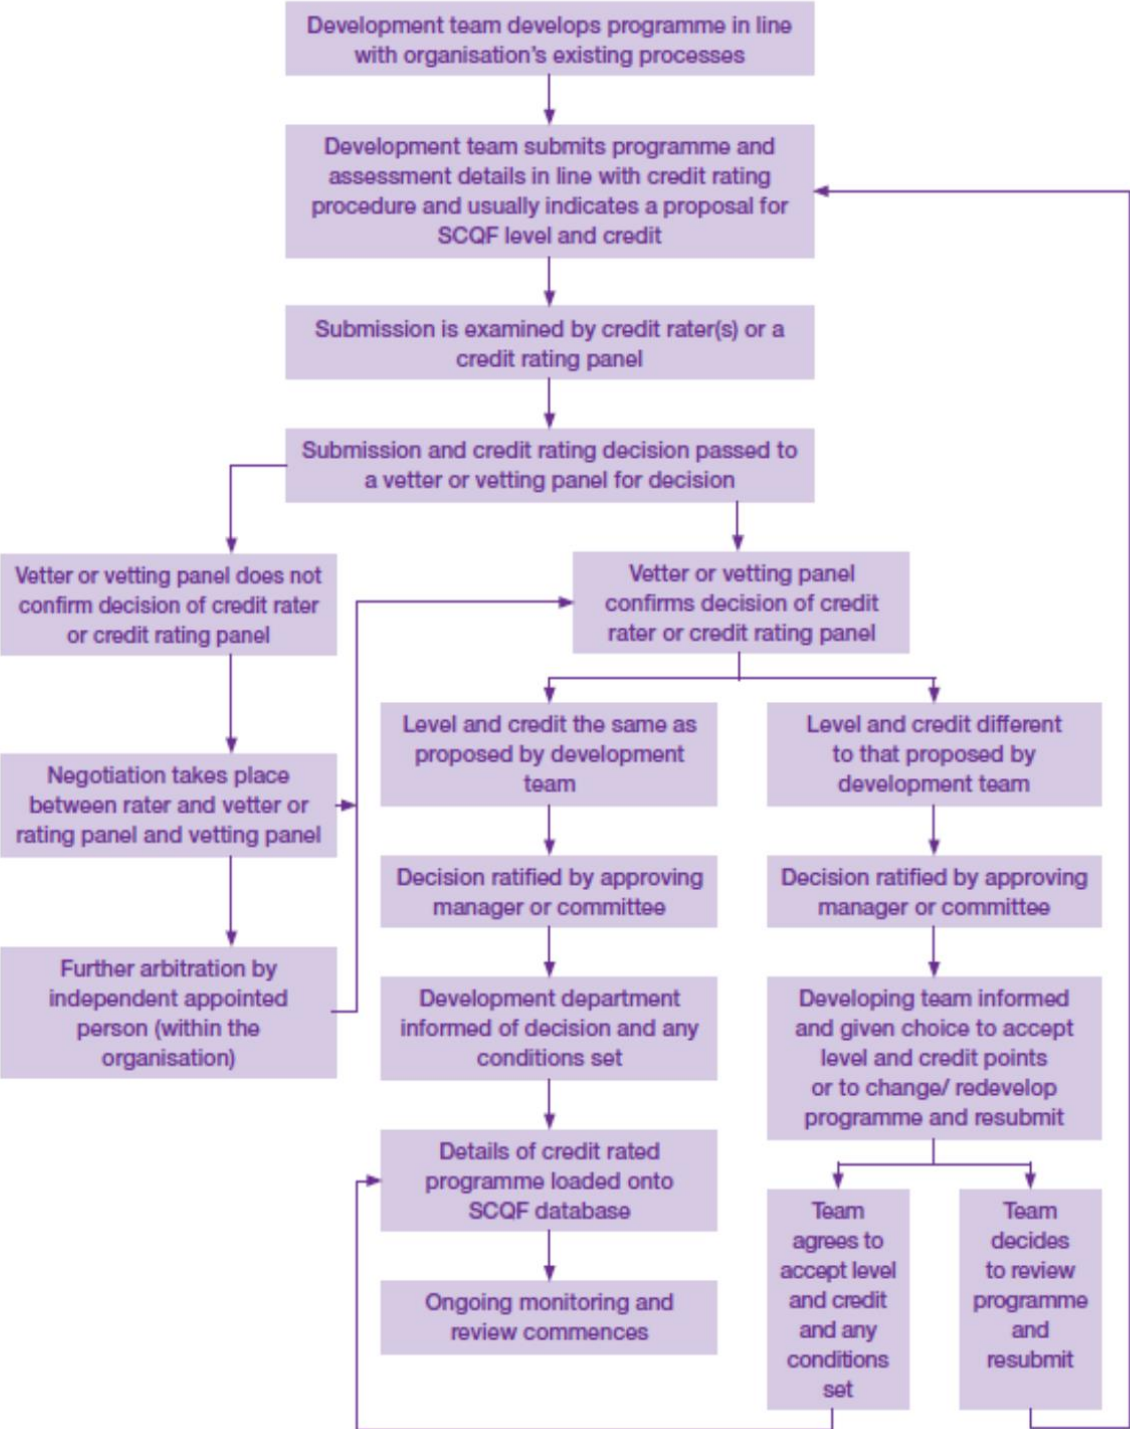 Development team develops programme in line
with organisation's existing processes
Development team submits programme and
assessment details in line with credit rating
procedure and usually indicates a proposal for
SCQF level and credit
Submission is examined by credit rater(s) or a
credit rating panel
Submission and credit rating decision passed to
a vetter or vetting panel for decision
Vetter or vetting panel does not
confirm decision of credit rater
or credit rating panel
Vetter or vetting panel
confirms decision of credit
rater or credit rating panel
Negotiation takes place
between rater and vetter or
rating panel and vetting panel
Further arbitration by
independent appointed
person (within the
organisation)
Level and credit the same as
proposed by development
team
Decision ratified by approving
manager or committee
Development department
informed of decision and any
conditions set
Details of credit rated
programme loaded onto
SCQF database
Ongoing monitoring and
review commences
Level and credit different
to that proposed by
development team
Decision ratified by approving
manager or committee
Developing team informed
and given choice to accept
level and credit points
or to change/ redevelop
programme and resubmit
Team
agrees to
accept level
and credit
and any
conditions
set
Team
decides
to review
programme
and
resubmit